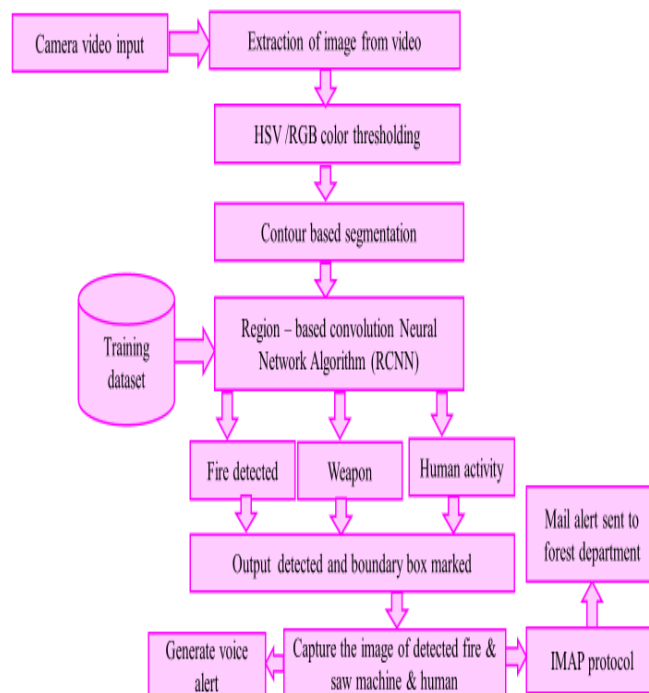 Camera video input
Extraction of image from video
HSV /RGB color thresholding
Contour based segmentation
Training
dataset
Region – based convolution Neural
Network Algorithm (RCNN)
Fire detected
Weapon
Human activity
Output detected and boundary box marked
Mail alert sent to
forest department
Generate voice
alert
Capture the image of detected fire &
saw machine & human
IMAP protocol